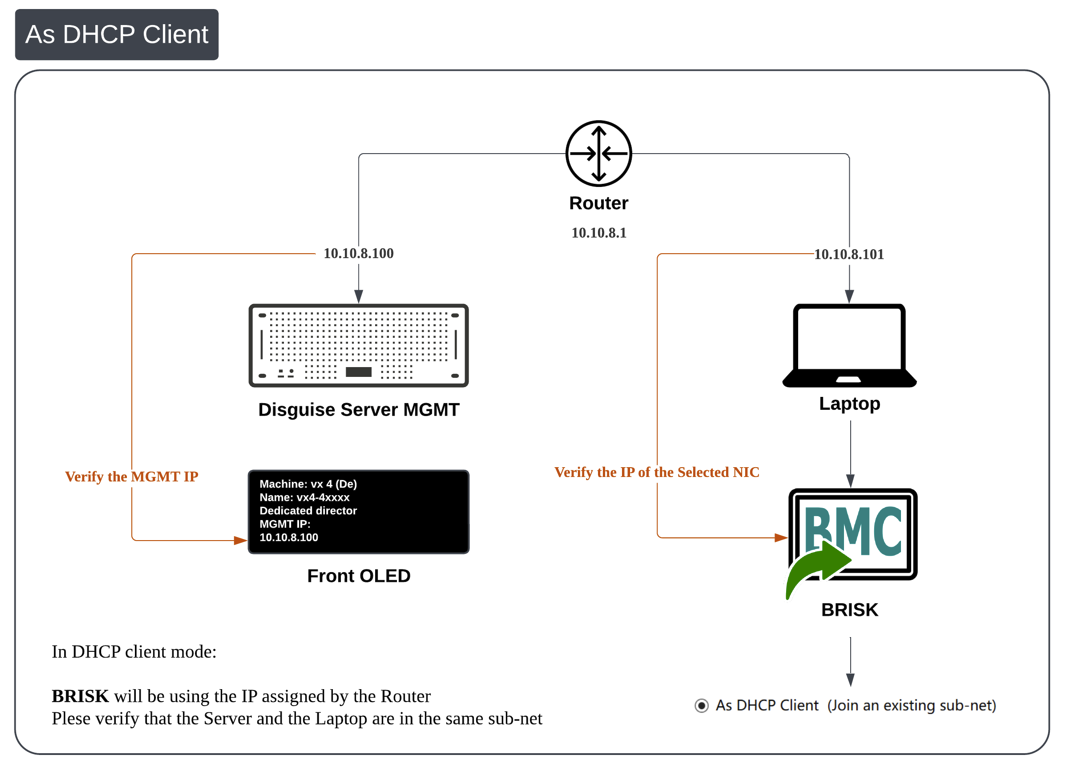 As DHCP Client
Router
10.10.8.1
10.10.8.100
10.10.8.101
Disguise Server MGMT
Laptop
Verify the MGMT IP
Verify the IP of the Selected NIC
Machine: vx 4 (De)
Name: vx4-4xxxx
Dedicated director
MGMT IP:
10.10.8.100
Front OLED
BMC
BRISK
In DHCP client mode:
BRISK will be using the IP assigned by the Router
Plese verify that the Server and the Laptop are in the same sub-net
As DHCP Client (Join an existing sub-net)